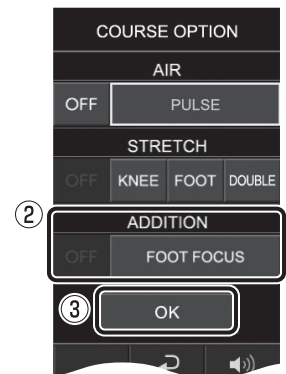 COURSE OPTION
AIR
OFF PULSE
STRETCH
OFF KNEE FOOT DOUBLE
② ADDITION
OFF FOOT FOCUS
③ OK